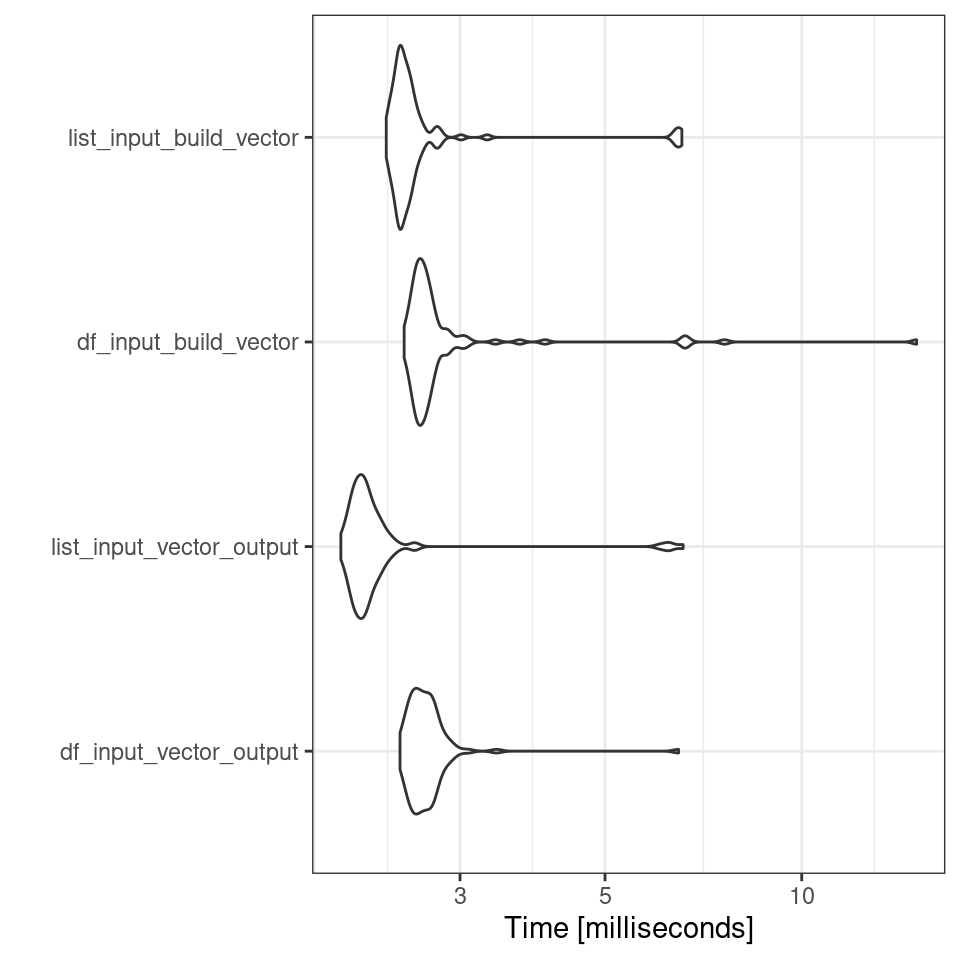 list_input_build_vector
df_input_build_vector
list_input_vector_output
df_input_vector_output
3 5 10
Time [milliseconds]